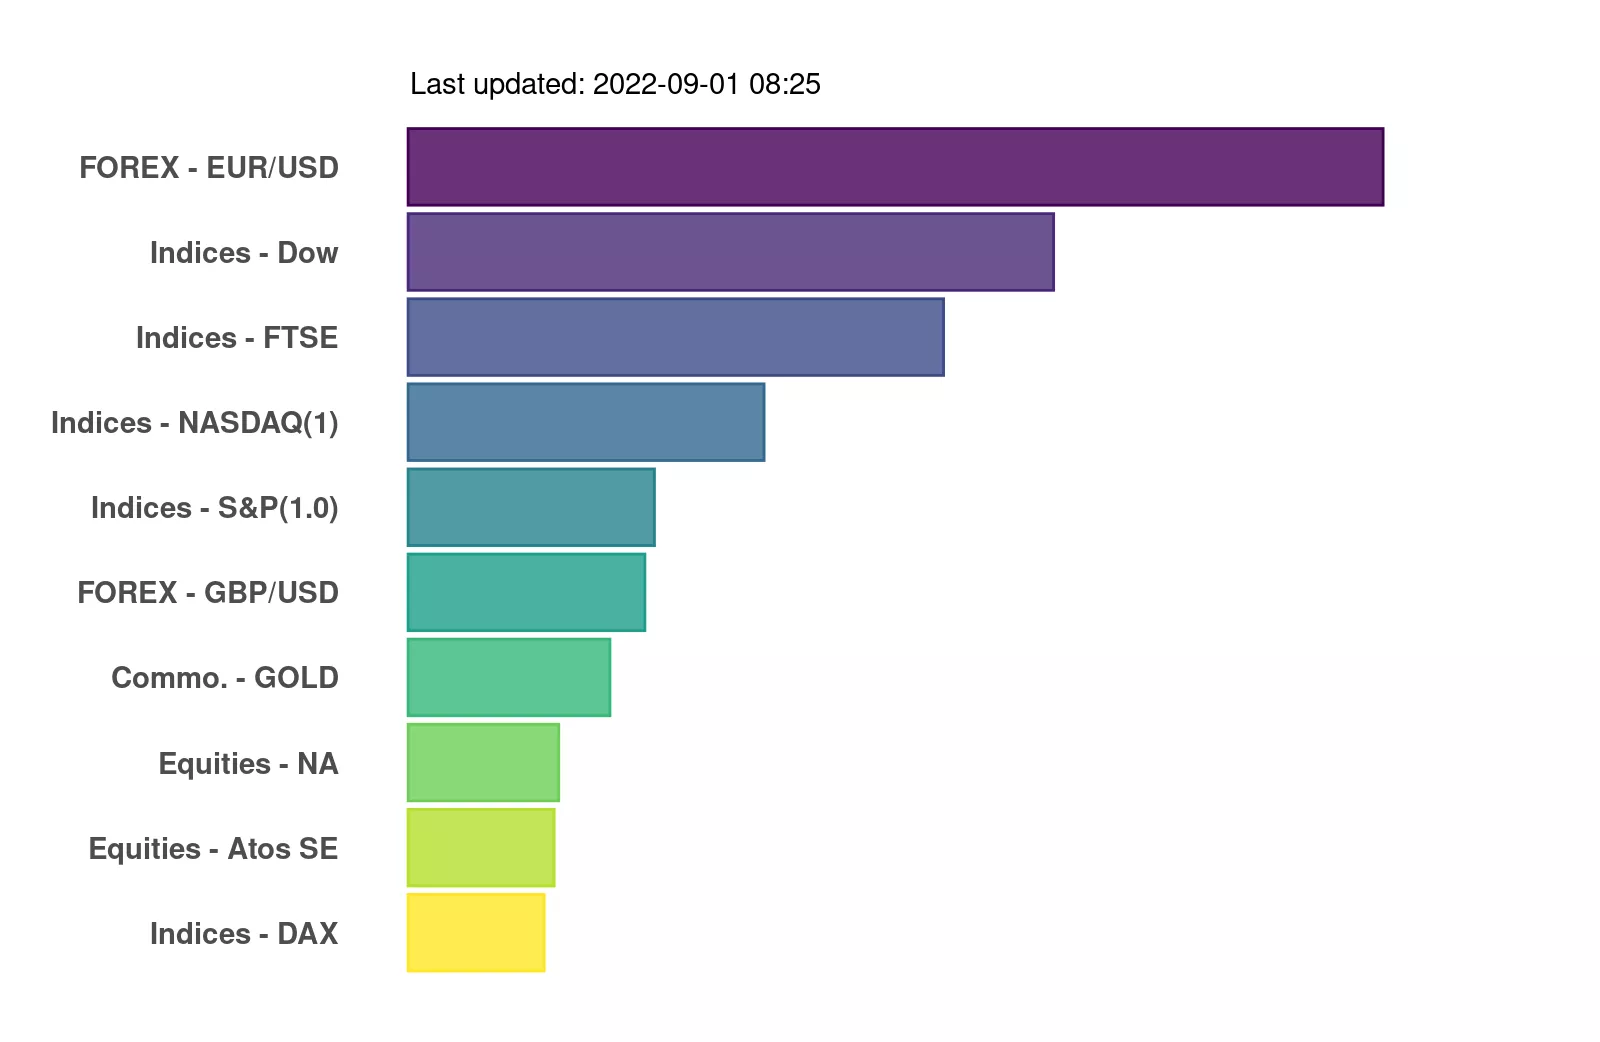 Last updated: 2022-09-01 08:25
FOREX - EUR/USD
Indices - Dow
Indices - FTSE
Indices - NASDAQ(1)
Indices - S&P(1.0)
FOREX - GBP/USD
Commo. - GOLD
Equities - NA
Equities - Atos SE
Indices - DAX